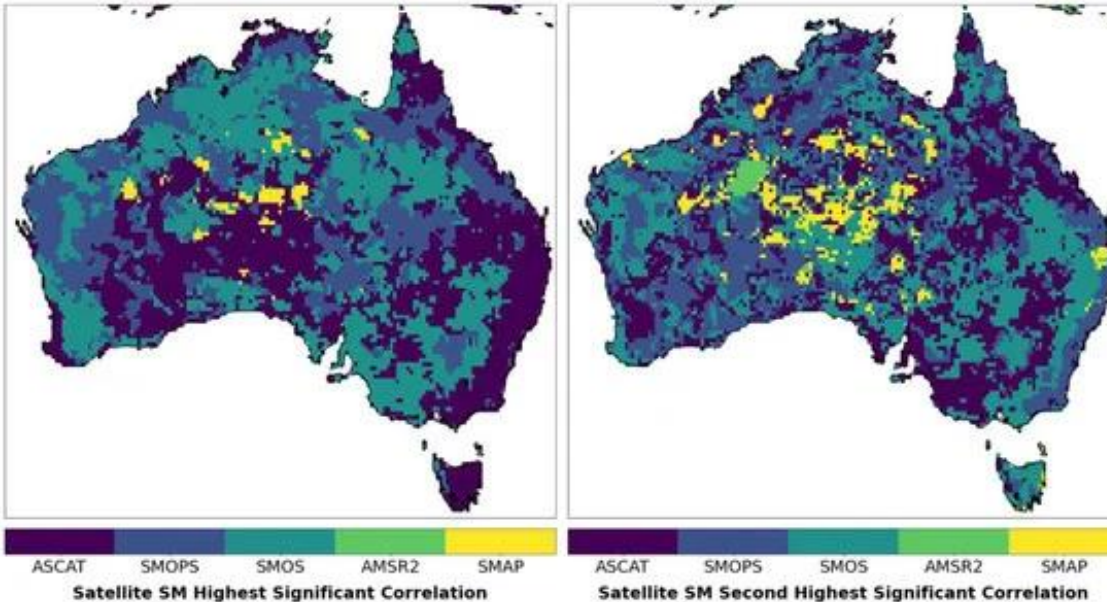 ASCAT SMOPS SMOS AMSR2 SMAP
Satellite SM Highest Significant Correlation
ASCAT SMOPS SMOS AMSR2 SMAP
Satellite SM Second Highest Significant Correlation